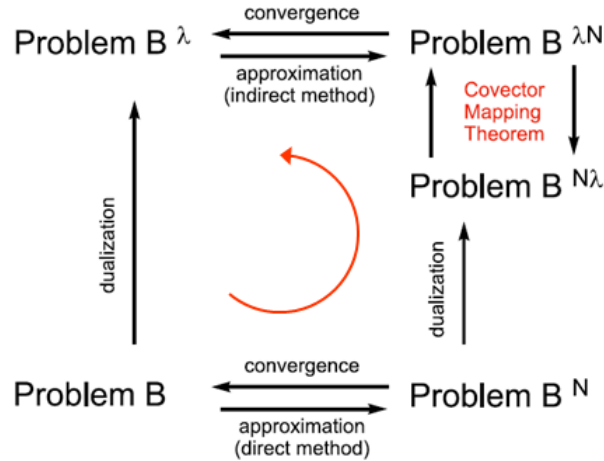 convergence
Problem B λ
Problem B λN
approximation
(indirect method)
Covector
Mapping
Theorem
Problem B Nλ
dualization
dualization
convergence
Problem B
Problem B N
approximation
(direct method)